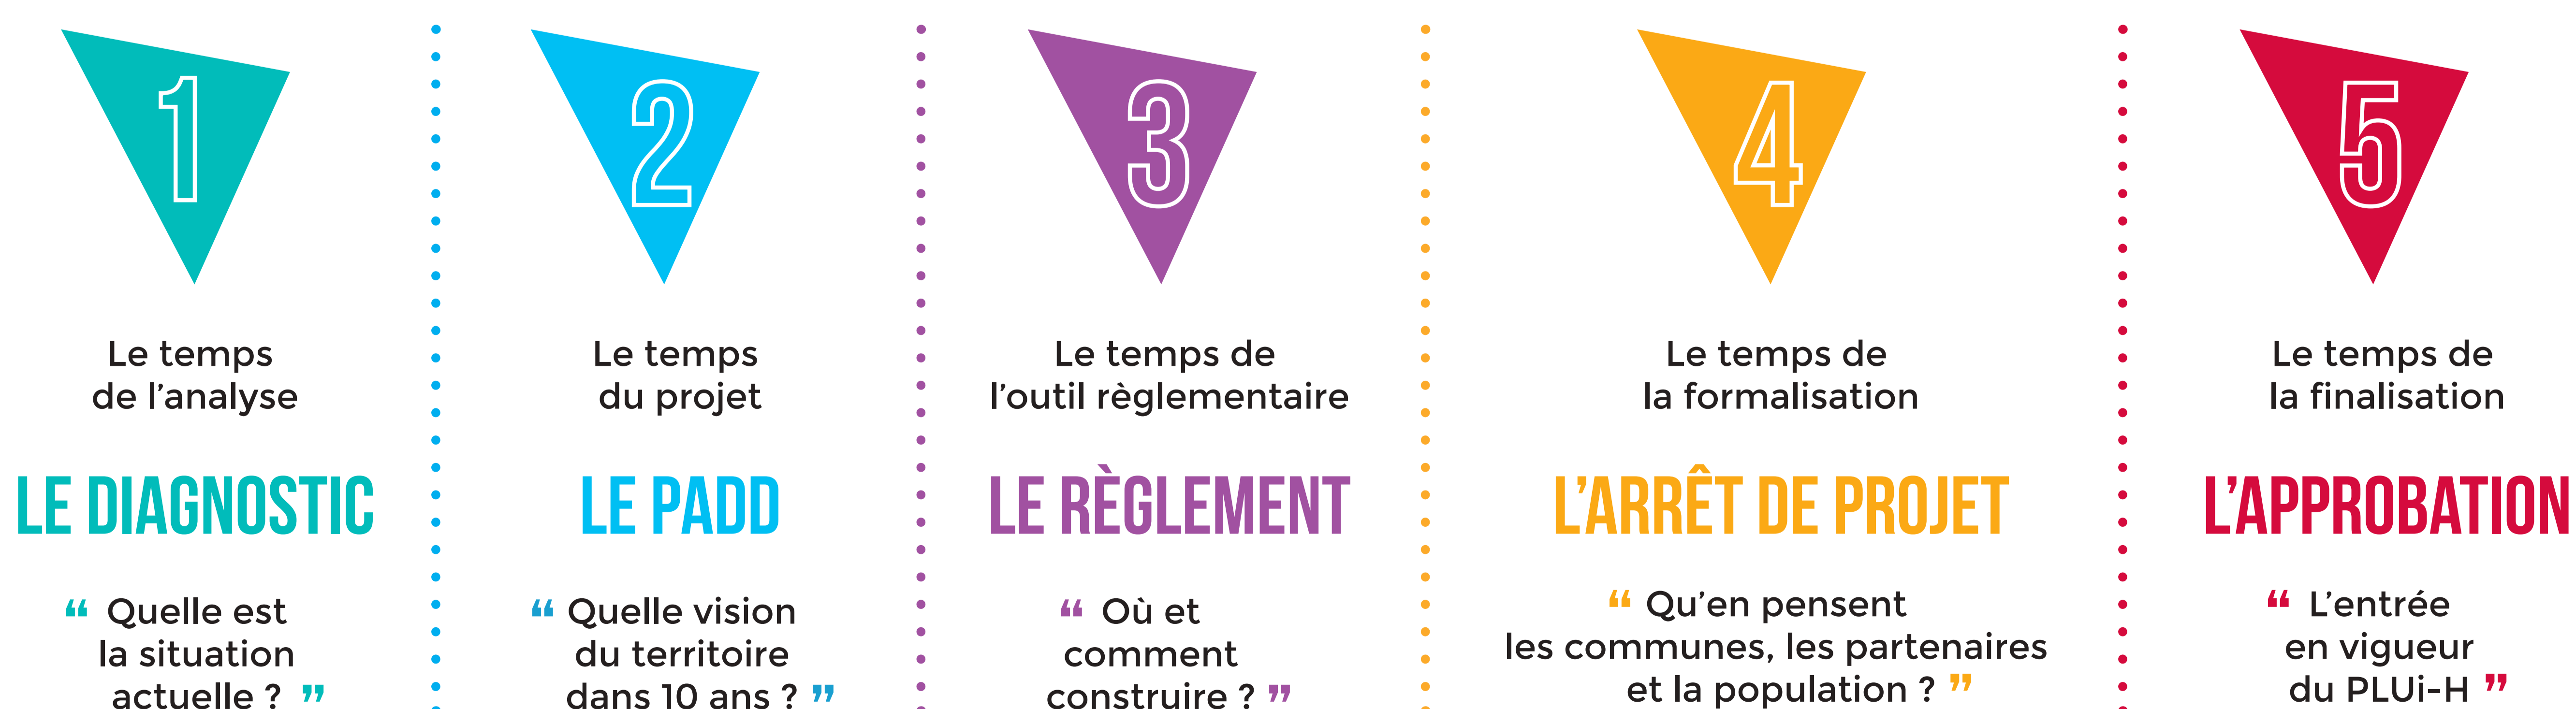 1
Le temps
de l’analyse
LE DIAGNOSTIC
“ Quelle est
la situation
actuelle ? ”
2
Le temps
du projet
LE PADD
“ Quelle vision
du territoire
dans 10 ans ? ”
3
Le temps de
l’outil règlementaire
LE RÈGLEMENT
“ Où et
comment
construire ? ”
4
Le temps de
la formalisation
L’ARRÊT DE PROJET
“ Qu’en pensent
les communes, les partenaires
et la population ? ”
5
Le temps de
la finalisation
L’APPROBATION
“ L’entrée
en vigueur
du PLUi-H ”